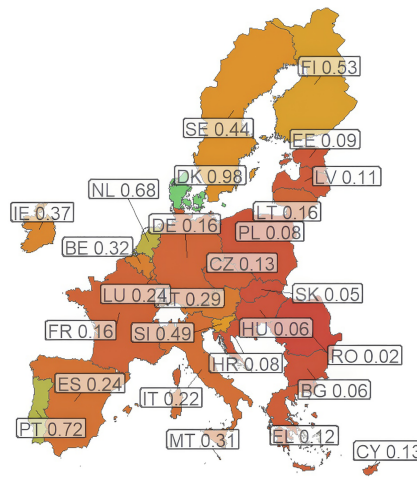 FI 0.53
SE 0.44
EE 0.09
DK 0.98
LV 0.11
NL 0.68
LT 0.16
IE 0.37
DE 0.16
PL 0.08
BE 0.32
CZ 0.13
SK 0.05
LU 0.24
T 0.29
FR 0.16
SI 0.49
HU 0.06
RO 0.02
HR 0.08
ES 0.24
BG 0.06
IT 0.22
PT 0.72
MT 0.31
EL 0.12
CY 0.13